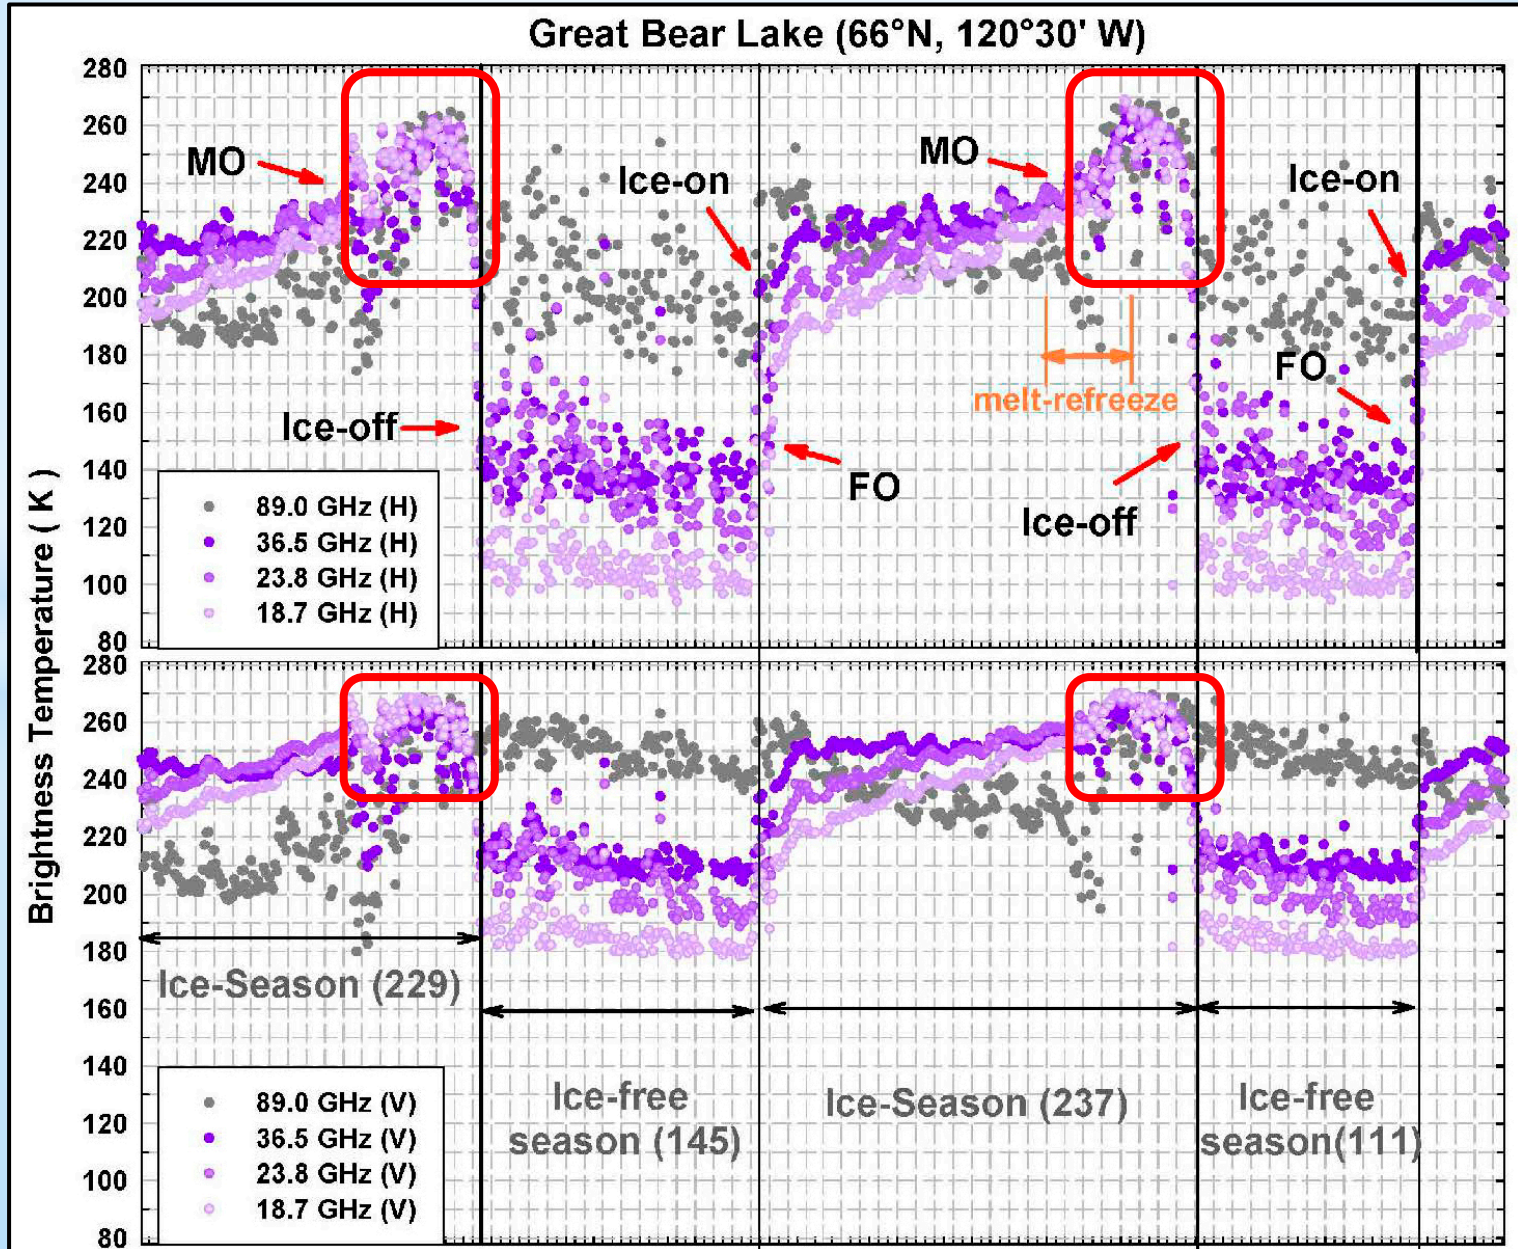 Great Bear Lake (66°N, 120°30' W)
Brightness Temperature ( K )
280
260
240
220
200
180
160
140
120
100
80
MO
Ice-on
MO
Ice-on
melt-refreeze
FO
Ice-off
FO
Ice-off
89.0 GHz (H)
36.5 GHz (H)
23.8 GHz (H)
18.7 GHz (H)
280
260
240
220
200
180
160
140
120
100
80
Ice-Season (229)
Ice-free
season (145)
Ice-Season (237)
Ice-free
season(111)
89.0 GHz (V)
36.5 GHz (V)
23.8 GHz (V)
18.7 GHz (V)